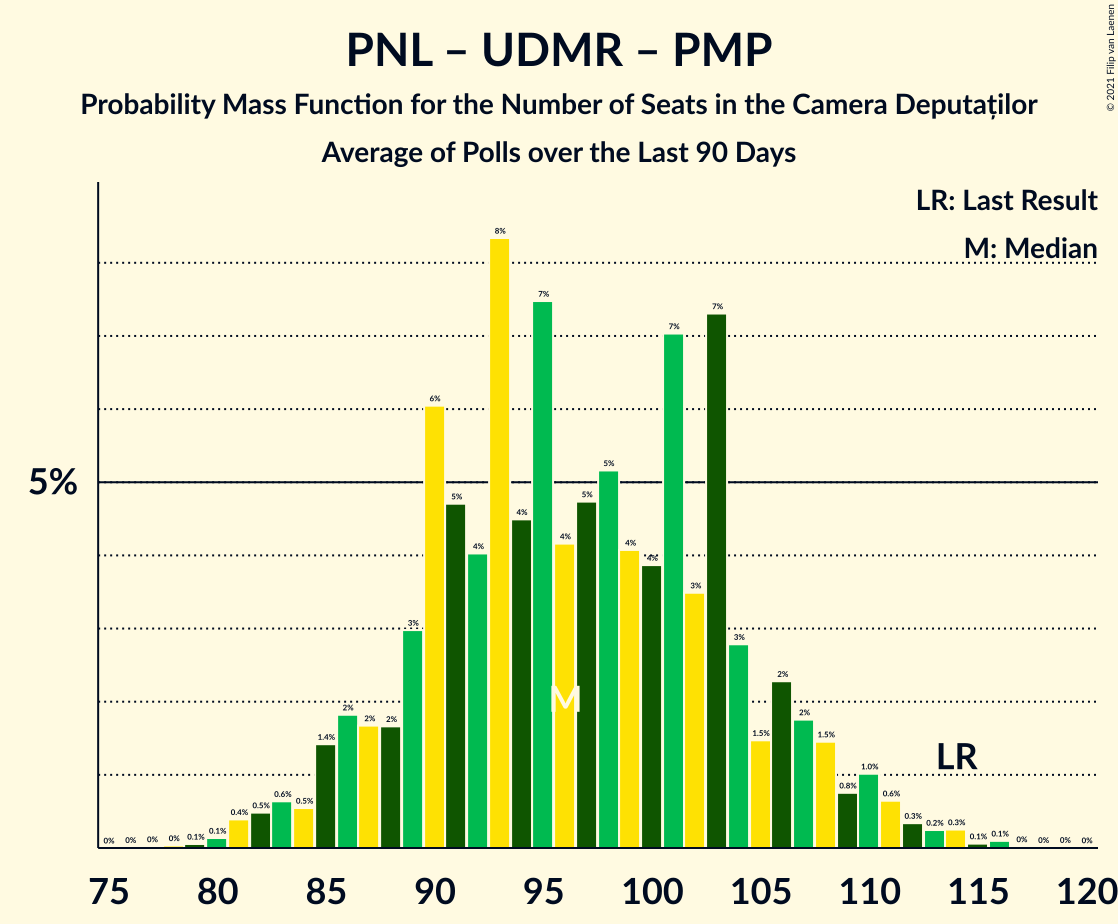 PNL – UDMR – PMP
Probability Mass Function for the Number of Seats in the Camera Deputaților
Average of Polls over the Last 90 Days
© 2021 Filip van Laenen
LR: Last Result
M: Median
5%
0% 0% 0% 0% 0.1% 0.1% 0.4% 0.5% 0.6% 0.5% 1.4% 2% 2% 2% 3% 6% 5% 4% 8% 4% 7% 4% 5% 5% 4% 4% 7% 3% 7% 3% 1.5% 2% 2% 1.5% 0.8% 1.0% 0.6% 0.3% 0.2% 0.3% 0.1% 0.1% 0% 0% 0% 0%
M
LR
75 80 85 90 95 100 105 110 115 120